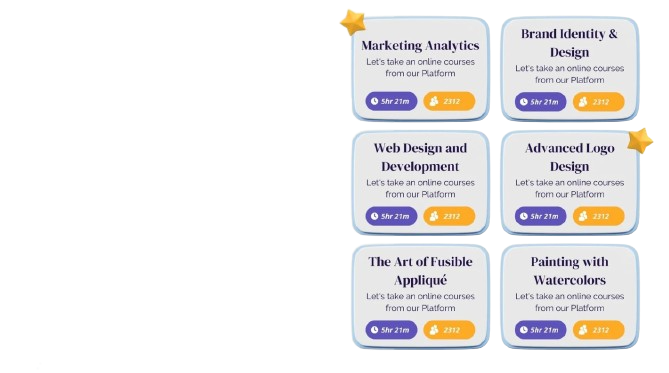 Marketing Analytics
Let's take an online courses
from our Platform
5hr 21m
2312
Brand Identity &
Design
Let's take an online courses
from our Platform
5hr 21m
2312
Web Design and
Development
Let's take an online courses
from our Platform
5hr 21m
2312
Advanced Logo
Design
Let's take an online courses
from our Platform
5hr 21m
2312
The Art of Fusible
Appliqué
Let's take an online courses
from our Platform
5hr 21m
2312
Painting with
Watercolors
Let's take an online courses
from our Platform
5hr 21m
2312